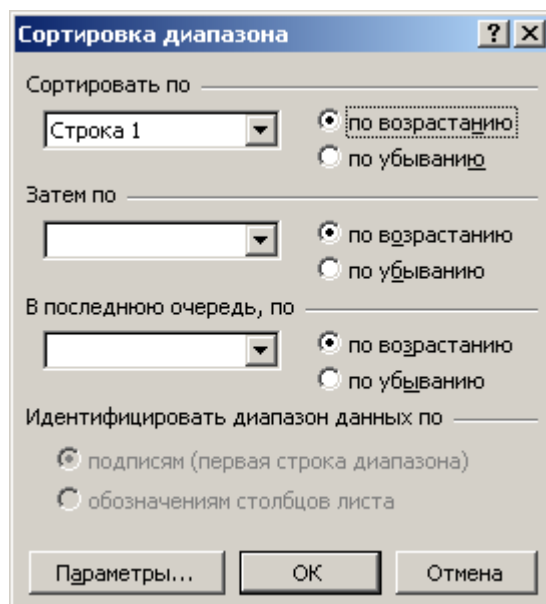 Сортировка диапазона
Сортировать по
Строка 1
по возрастанию
по убыванию
Затем по
по возрастанию
по убыванию
В последнюю очередь, по
по возрастанию
по убыванию
Идентифицировать диапазон данных по
подписям (первая строка диапазона)
обозначениям столбцов листа
Параметры... ОК Отмена